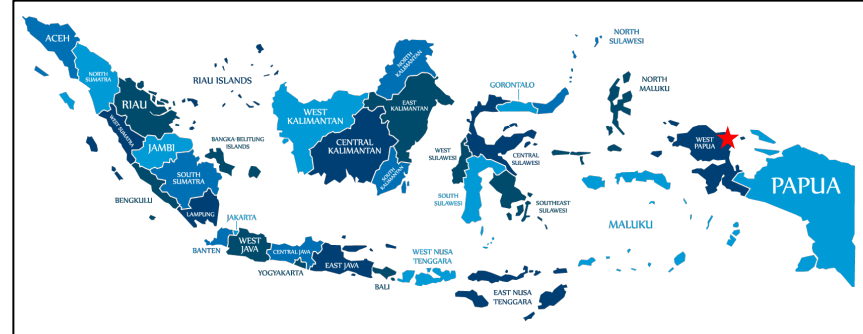 ACEH
NORTH
SUMATRA
RIAU
WEST SUMATRA
JAMBI
RIAU ISLANDS
BANGKA-BELITUNG
ISLANDS
SOUTH
SUMATRA
BENGKULU
LAMPUNG
JAKARTA
BANTEN
WEST
JAVA
CENTRAL JAVA
YOGYAKARTA
EAST JAVA
BALI
WEST NUSA
TENGGARA
EAST NUSA
TENGGARA
WEST
KALIMANTAN
CENTRAL
KALIMANTAN
SOUTH
KALIMANTAN
EAST
KALIMANTAN
NORTH
KALIMANTAN
WEST
SULAWESI
SOUTH
SULAWESI
CENTRAL
SULAWESI
SOUTHEAST
SULAWESI
GORONTALO
NORTH
SULAWESI
NORTH
MALUKU
MALUKU
WEST
PAPUA
PAPUA